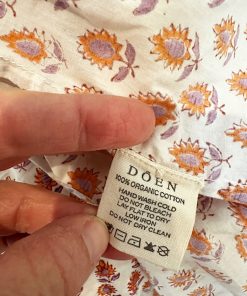 DÔEN
100% ORGANIC COTTON
HAND WASH COLD
DO NOT BLEACH
LAY FLAT TO DRY
LOW IRON
DO NOT DRY CLEAN